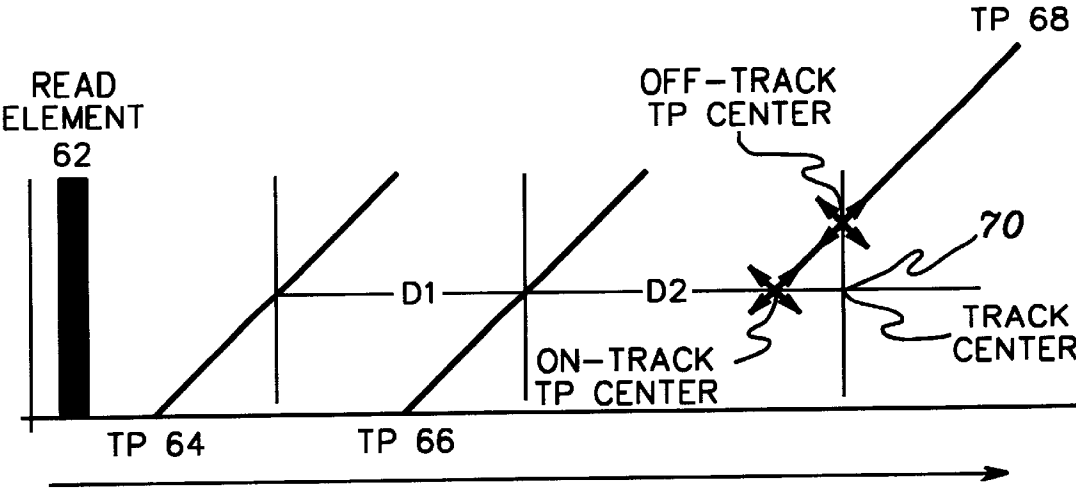 TP 68
READ
ELEMENT
62
OFF-TRACK
TP CENTER
70
D1
D2
TRACK
CENTER
ON-TRACK
TP CENTER
TP 64
TP 66